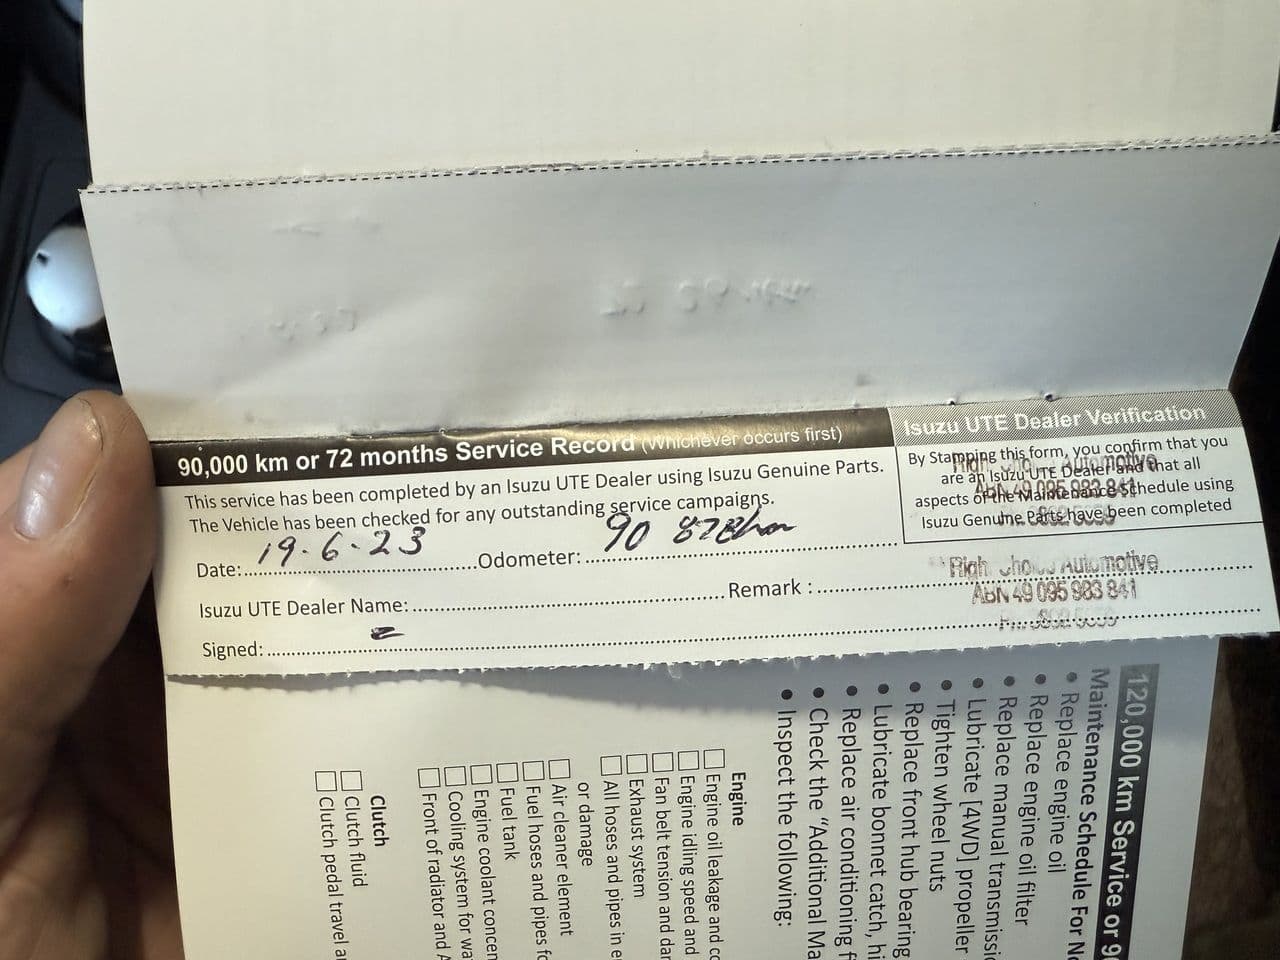 90,000 km or 72 months Service Record (Whichever occurs first)
This service has been completed by an Isuzu UTE Dealer using Isuzu Genuine Parts.
The Vehicle has been checked for any outstanding service campaigns.
Date: 19.6.23 Odometer: 90
Isuzu UTE Dealer Name: Remark :
Signed:
Isuzu UTE Dealer Verification
By Stamping this form, you confirm that you
are an Isuzu UTE Dealer and that all
aspects of the Maintenance Schedule using
Isuzu Genuine Parts have been completed
Automotive
ABN 49 095 983 841
Automotive
ABN 49 095 983 841
120,000 km Service or
Maintenance Schedule For
• Replace engine oil
• Replace engine oil filter
• Replace manual
• Lubricate [4WD] propeller
• Tighten wheel nuts
• Replace front hub bearing
• Lubricate bonnet catch,
• Replace air conditioning
• Check the "Additional
• Inspect the following:
Engine
Engine oil leakage and
Engine idling speed and
Fan belt tension and
Exhaust system
All hoses and pipes in
or damage
Air cleaner element
Fuel hoses and pipes
Fuel tank
Engine coolant
Cooling system for
Front of radiator and
Clutch
Clutch fluid
Clutch pedal travel